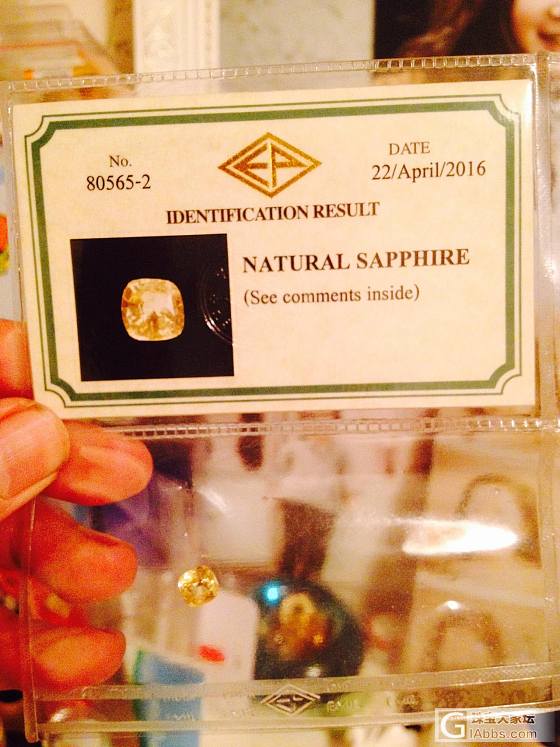 No.
80565-2
EP
DATE
22/April/2016
IDENTIFICATION RESULT
NATURAL SAPPHIRE
(See comments inside)
珠宝大家坛
GIAbbs.com